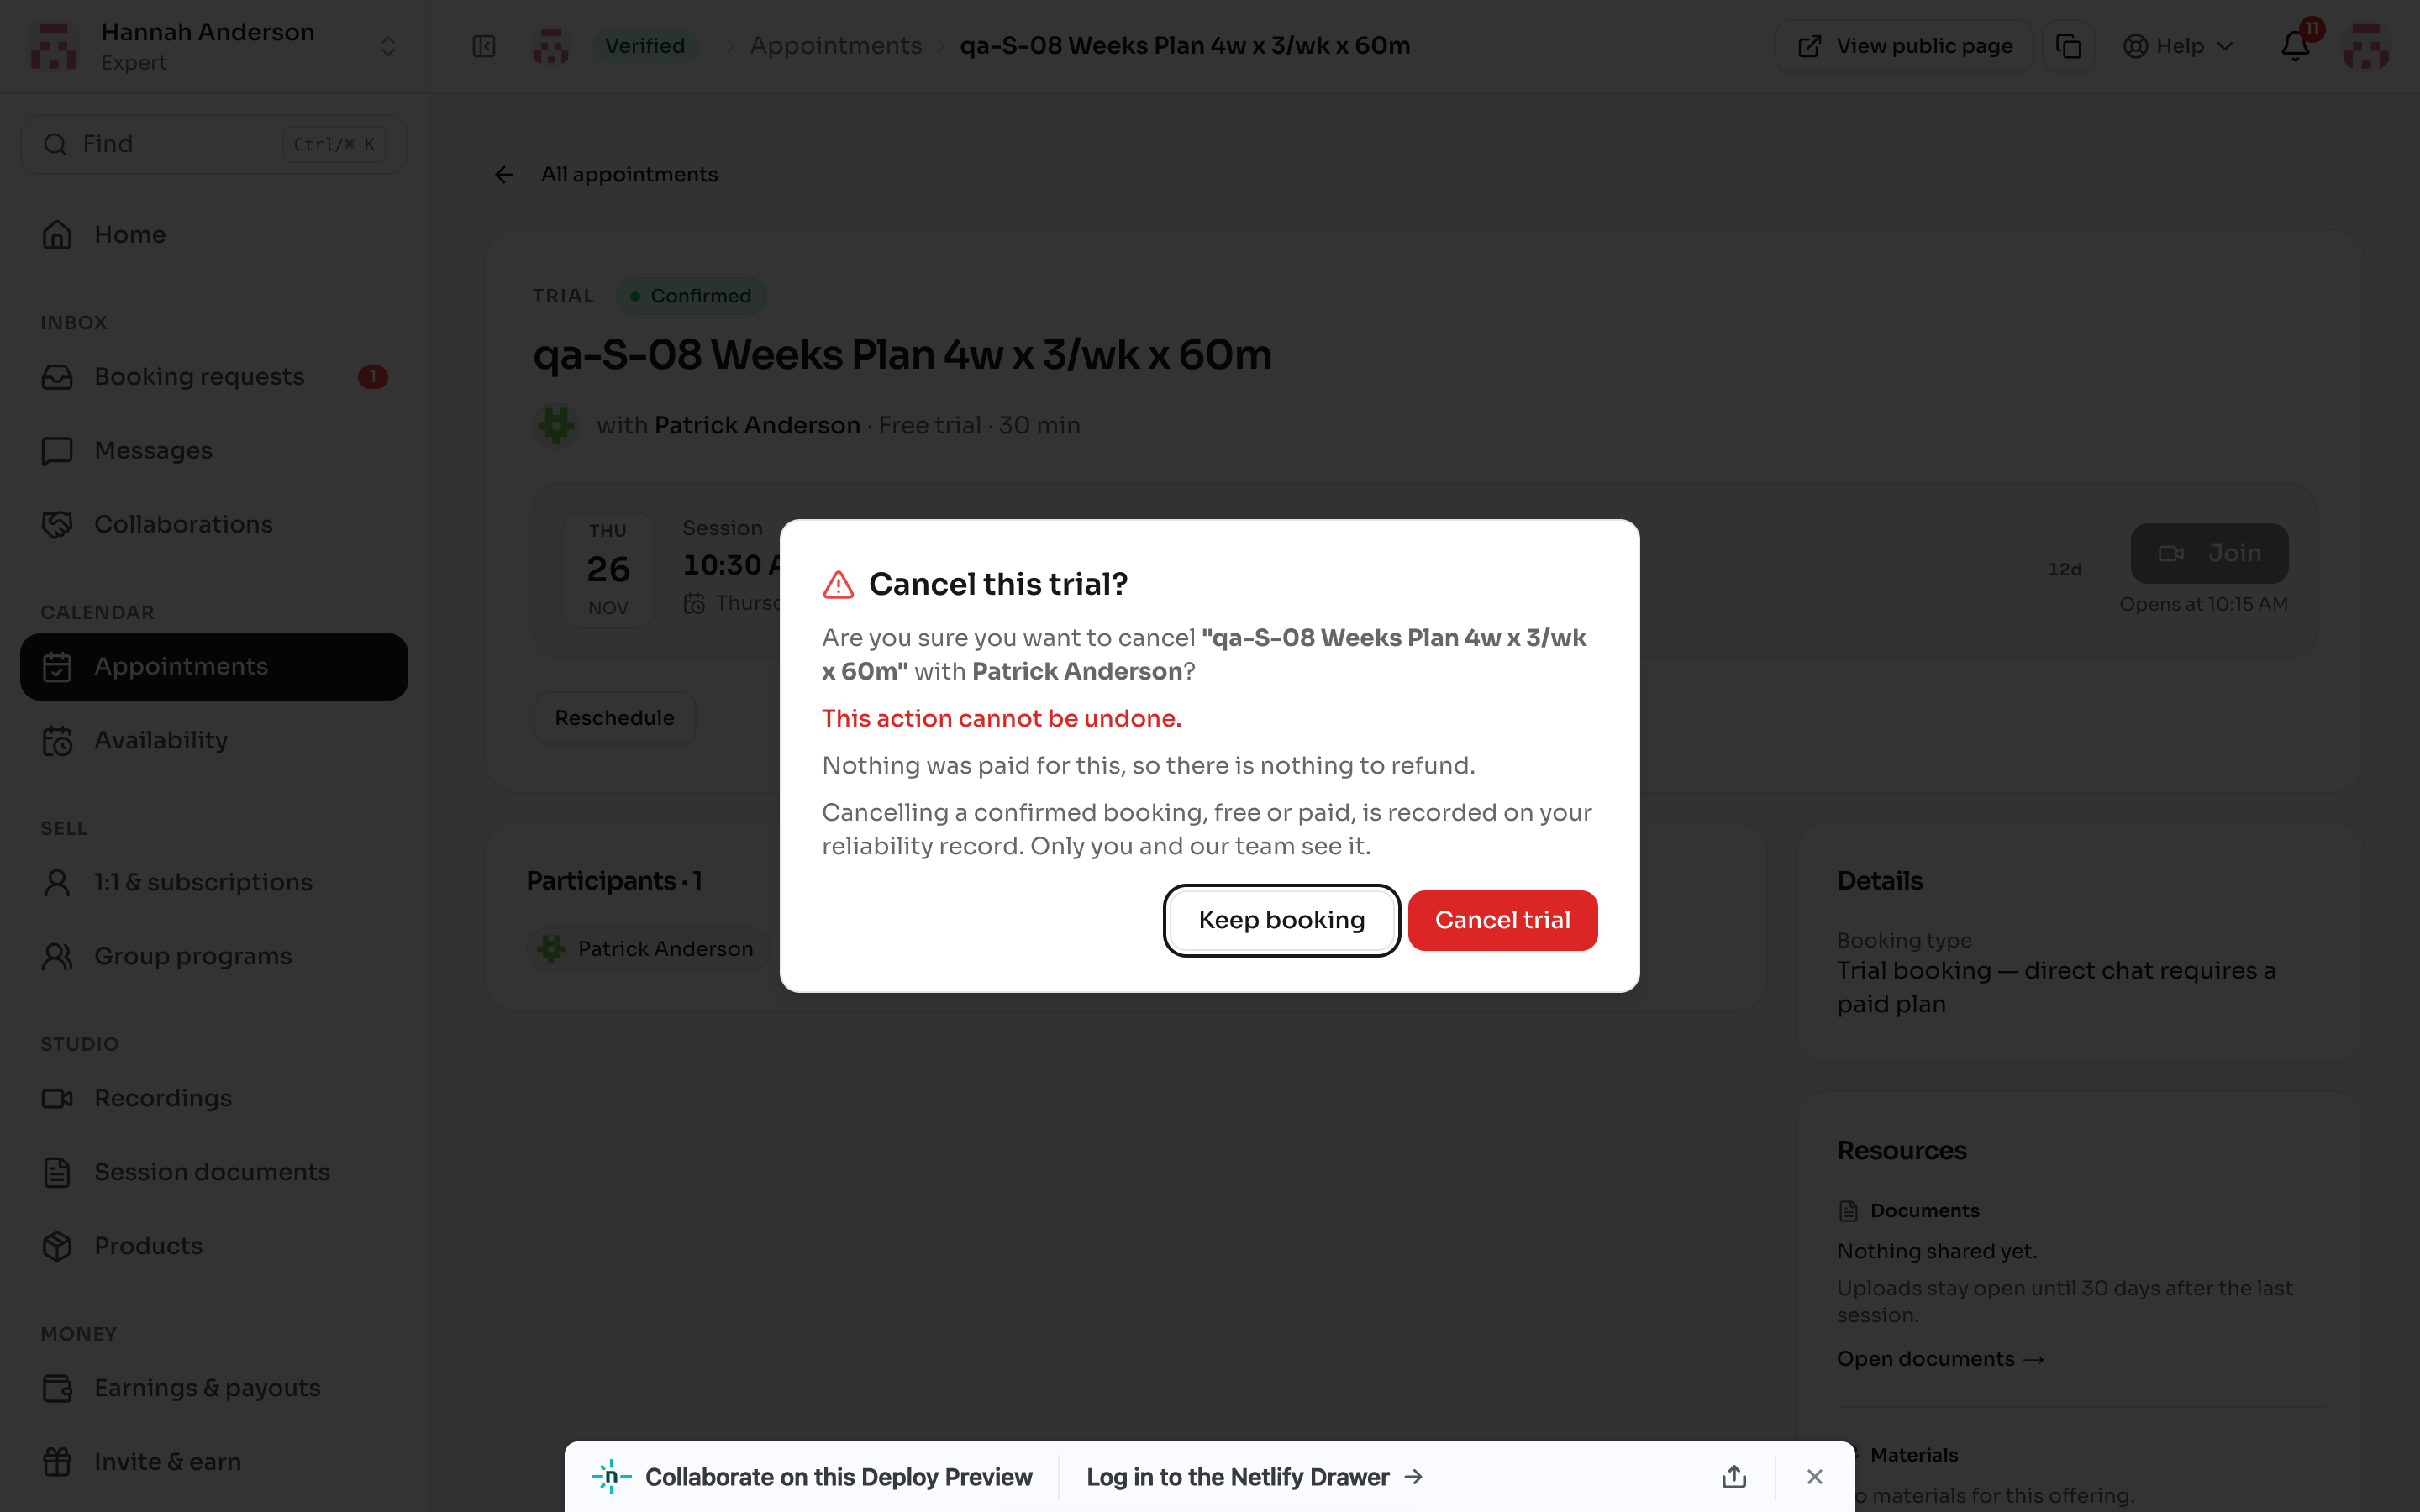 Hannah Anderson
Expert
Verified
Appointments
qa-S-08 Weeks Plan 4w x 3/wk x 60m
View public page
Help
11
Find
Ctrl/⌘ K
Home
INBOX
Booking requests
1
Messages
Collaborations
CALENDAR
Appointments
Availability
SELL
1:1 & subscriptions
Group programs
STUDIO
Recordings
Session documents
Products
MONEY
Earnings & payouts
Invite & earn
All appointments
TRIAL
Confirmed
qa-S-08 Weeks Plan 4w x 3/wk x 60m
with Patrick Anderson · Free trial · 30 min
THU
26
NOV
Session
10:30
12d
Join
Opens at 10:15 AM
Reschedule
Participants · 1
Patrick Anderson
Cancel this trial?
Are you sure you want to cancel "qa-S-08 Weeks Plan 4w x 3/wk
x 60m" with Patrick Anderson?
This action cannot be undone.
Nothing was paid for this, so there is nothing to refund.
Cancelling a confirmed booking, free or paid, is recorded on your
reliability record. Only you and our team see it.
Keep booking
Cancel trial
Details
Booking type
Trial booking — direct chat requires a
paid plan
Resources
Documents
Nothing shared yet.
Uploads stay open until 30 days after the last
session.
Open documents →
Materials
materials for this offering.
Collaborate on this Deploy Preview
Log in to the Netlify Drawer →